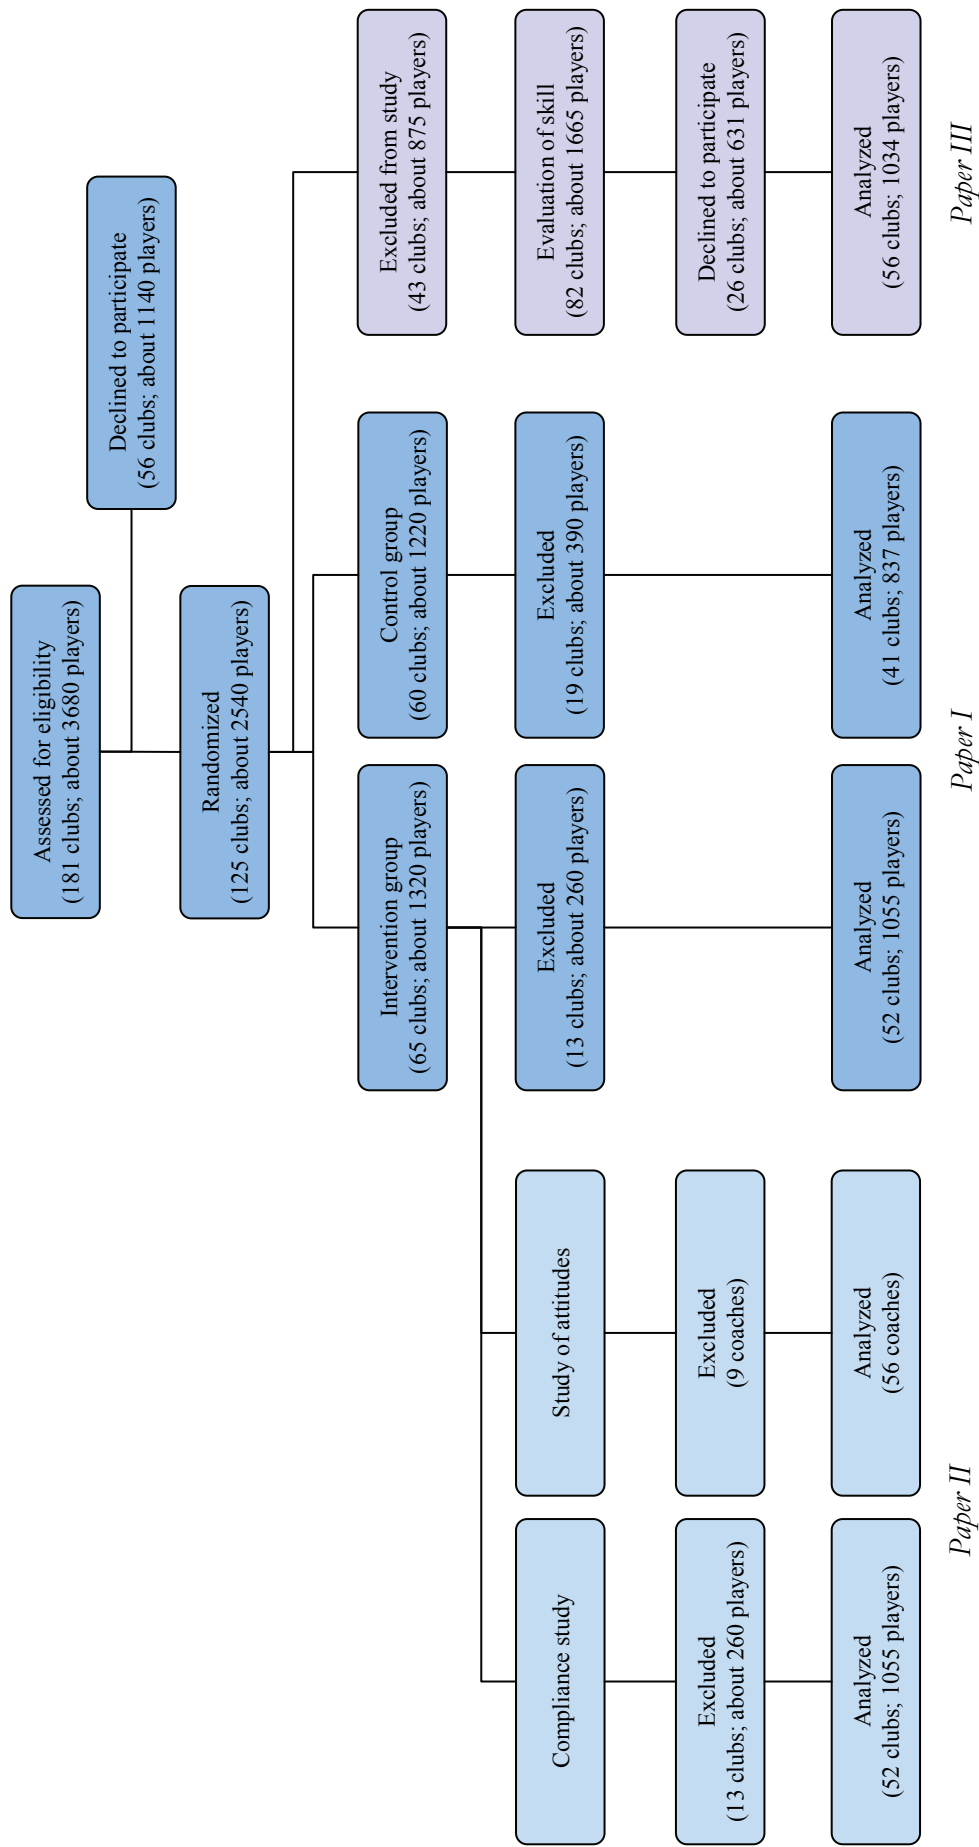 Assessed for eligibility
(181 clubs; about 3680 players)
Declined to participate
(56 clubs; about 1140 players)
Randomized
(125 clubs; about 2540 players)
Intervention group
(65 clubs; about 1320 players)
Control group
(60 clubs; about 1220 players)
Excluded from study
(43 clubs; about 875 players)
Compliance study
Study of attitudes
Excluded
(13 clubs; about 260 players)
Excluded
(19 clubs; about 390 players)
Evaluation of skill
(82 clubs; about 1665 players)
Excluded
(13 clubs; about 260 players)
Excluded
(9 coaches)
Declined to participate
(26 clubs; about 631 players)
Analyzed
(52 clubs; 1055 players)
Analyzed
(56 coaches)
Analyzed
(52 clubs; 1055 players)
Analyzed
(41 clubs; 837 players)
Analyzed
(56 clubs; 1034 players)
Paper II
Paper I
Paper III